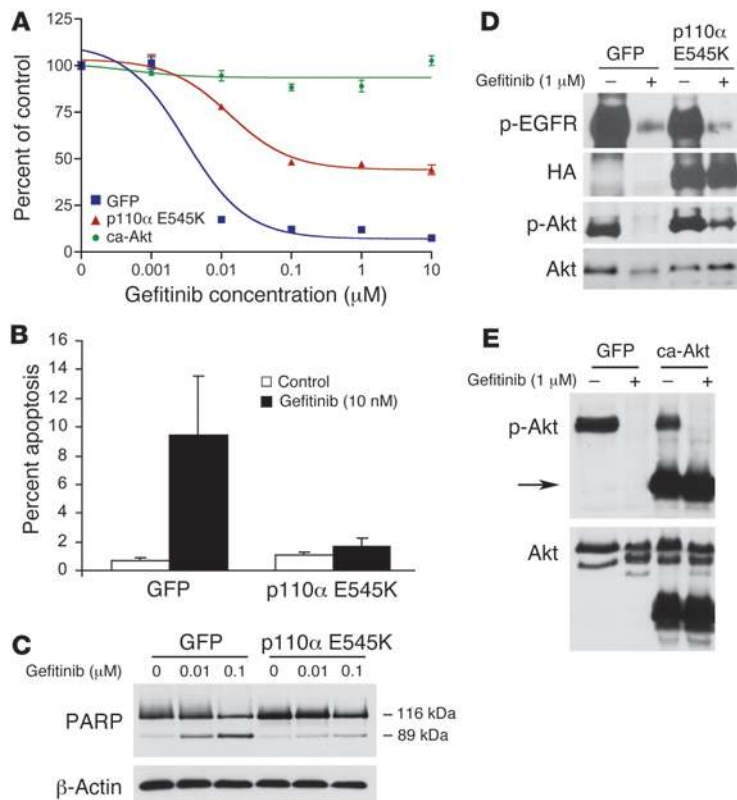 A
125
100
75
50
25
0
Percent of control
GFP
p110α E545K
ca-Akt
0 0.001 0.01 0.1 1 10
Gefitinib concentration (μM)
B
16
14
12
10
8
6
4
2
0
Percent apoptosis
Control
Gefitinib (10 nM)
GFP p110α E545K
C
GFP p110α E545K
Gefitinib (μM) 0 0.01 0.1 0 0.01 0.1
PARP
– 116 kDa
– 89 kDa
β-Actin
D
p110α
GFP E545K
Gefitinib (1 μM) – + – +
p-EGFR
HA
p-Akt
Akt
E
GFP ca-Akt
Gefitinib (1 μM) – + – +
p-Akt
Akt